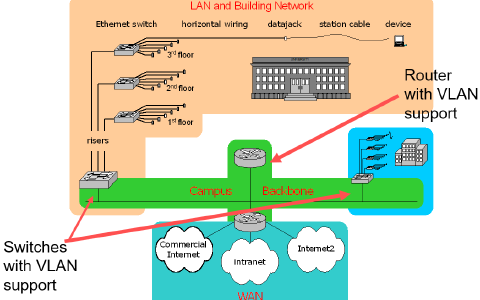 LAN and Building Network
Ethernet switch horizontal wiring datajack station cable device
3rd floor
2nd floor
1st floor
risers
Router
with VLAN
support
Campus Backbone
Switches
with VLAN
support
Commercial
Internet
Intranet
Internet2
WAN